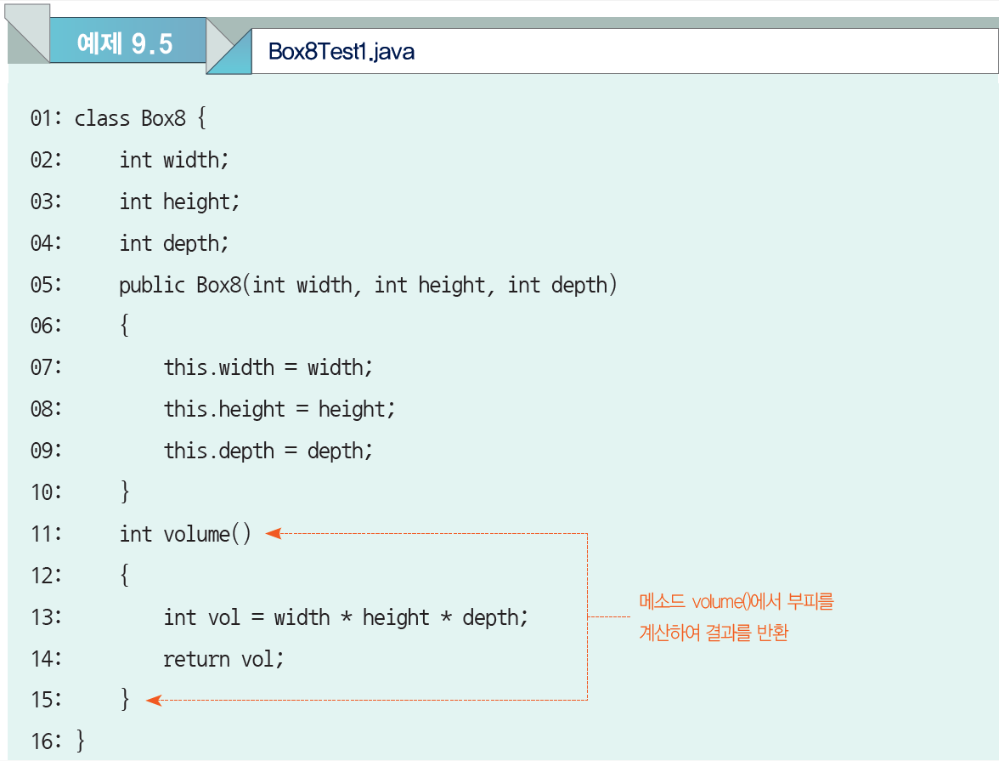 예제 9.5
Box8Test1.java
01: class Box8 {
02:     int width;
03:     int height;
04:     int depth;
05:     public Box8(int width, int height, int depth)
06:     {
07:         this.width = width;
08:         this.height = height;
09:         this.depth = depth;
10:     }
11:     int volume()
12:     {
13:         int vol = width * height * depth;
14:         return vol;
15:     }
16: }
메소드 volume()에서 부피를
계산하여 결과를 반환